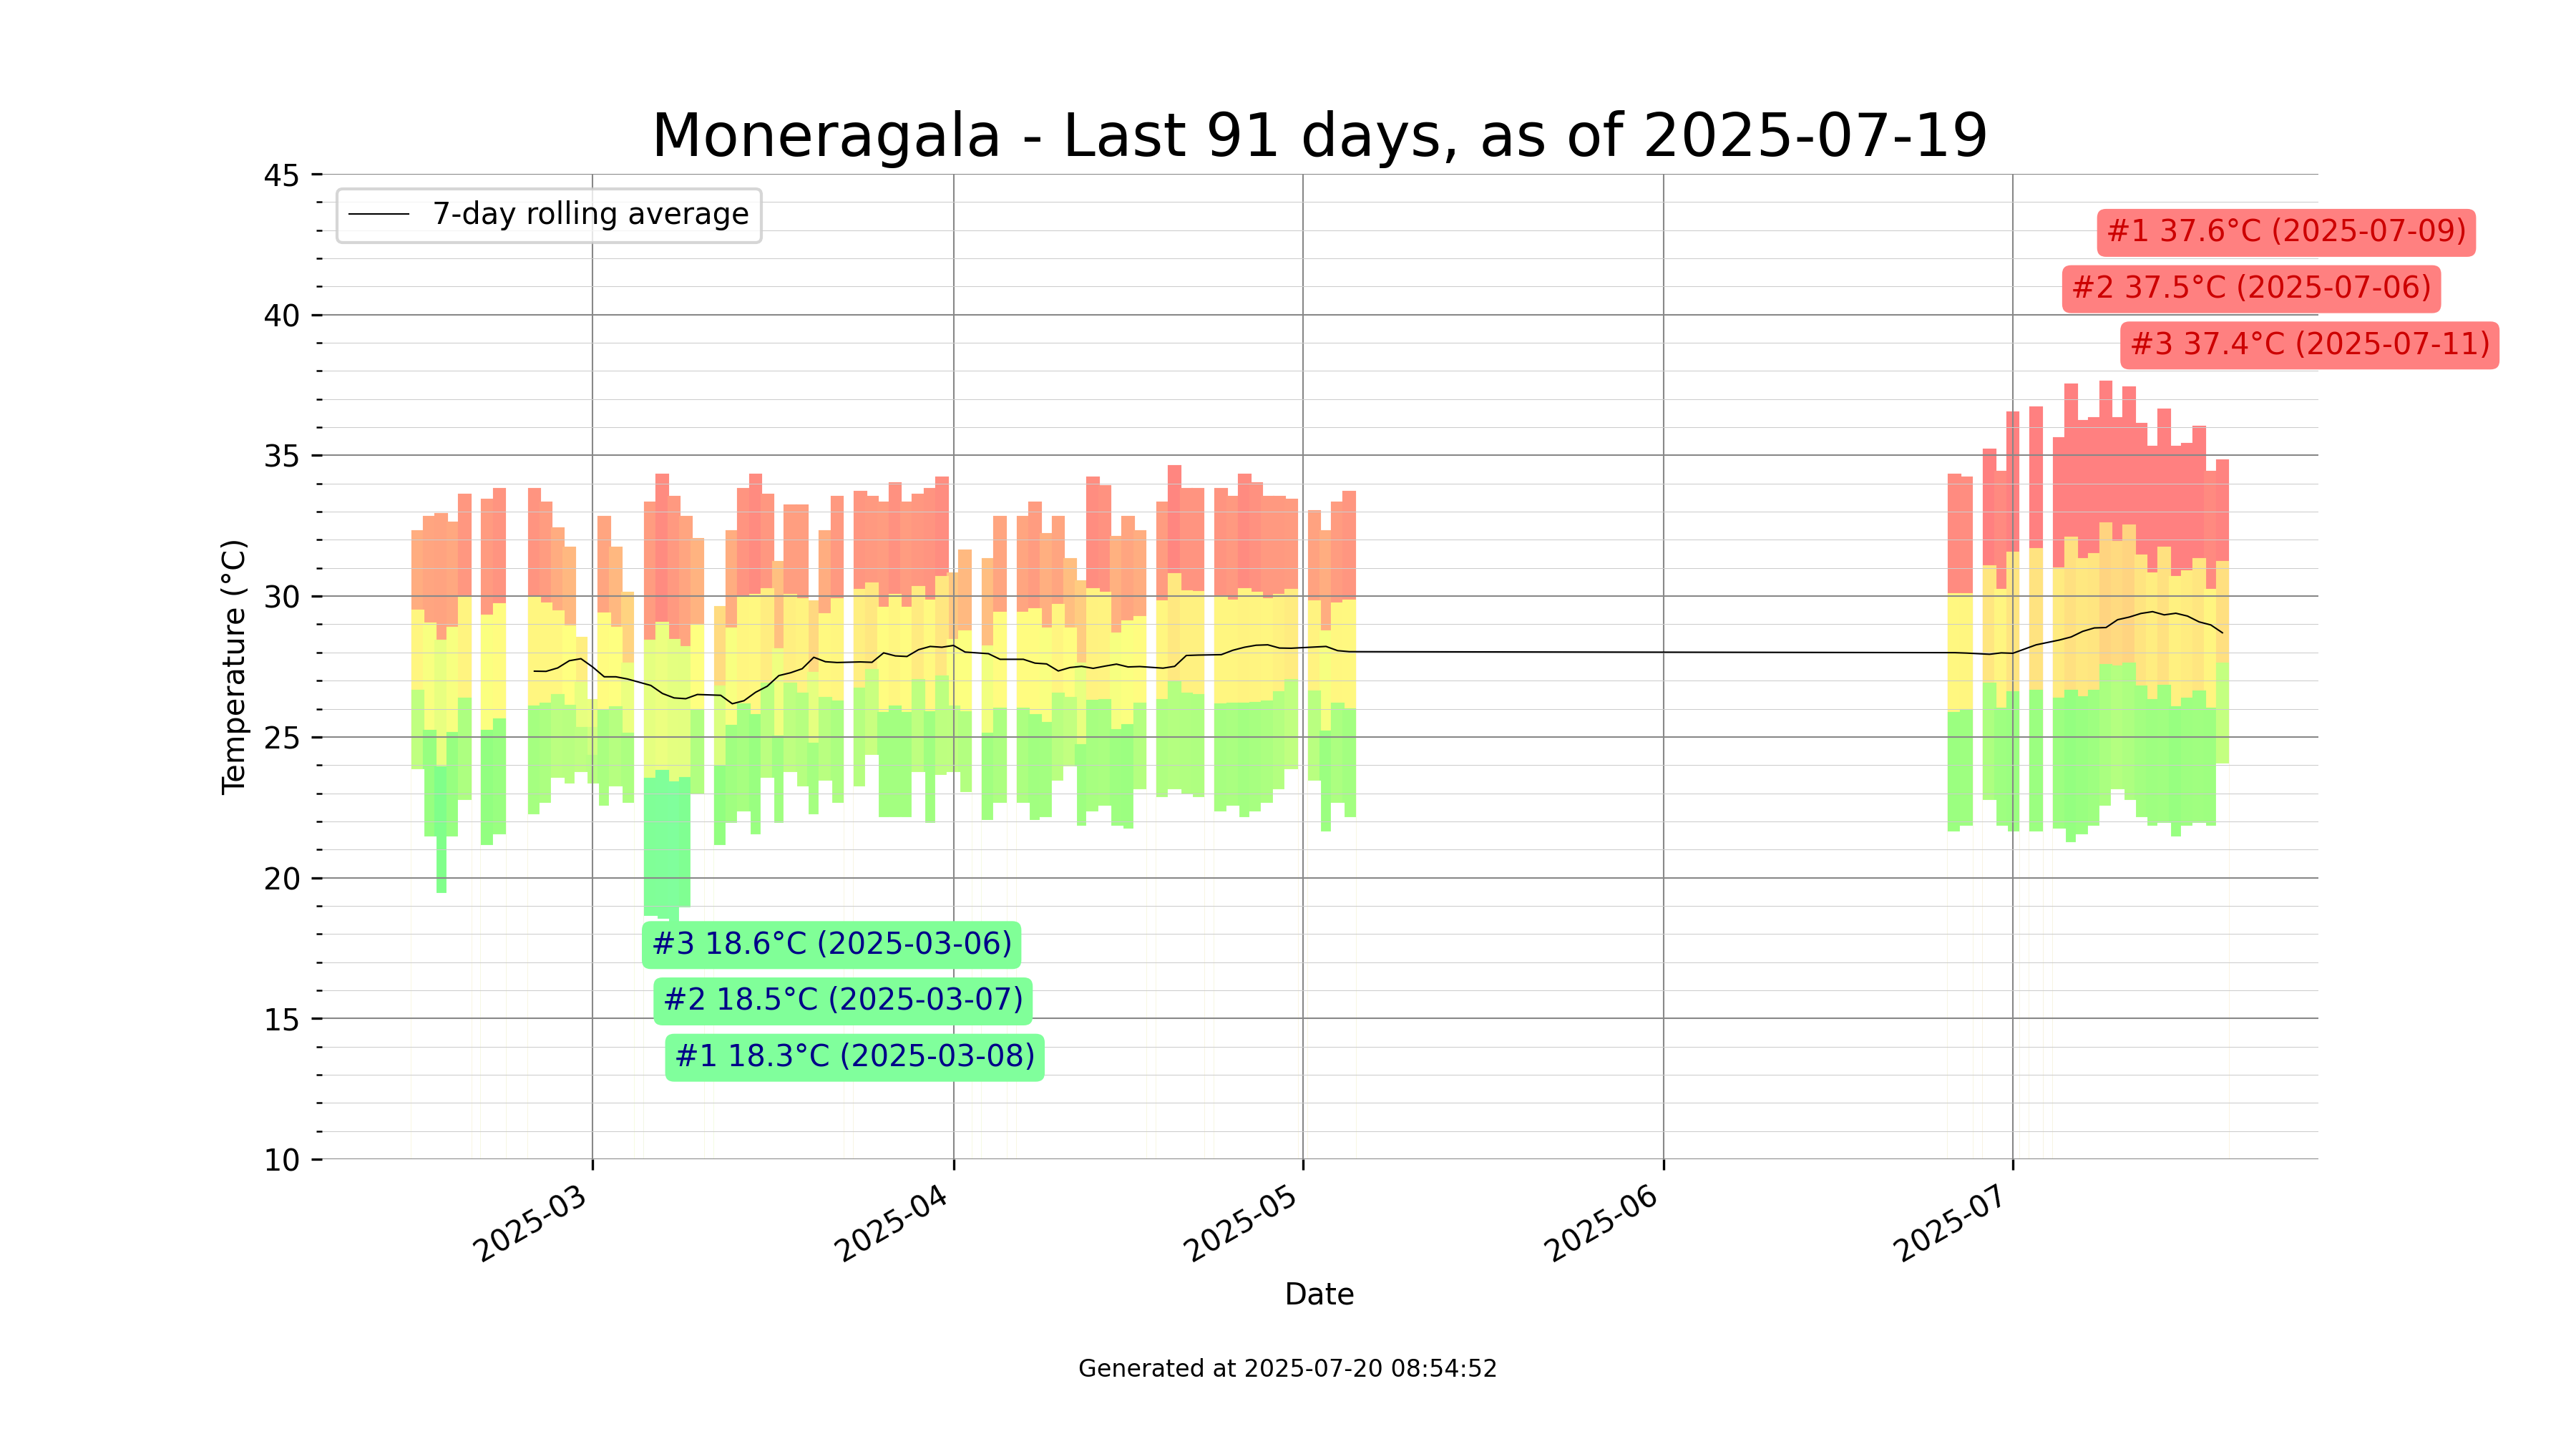 Moneragala - Last 91 days, as of 2025-07-19
7-day rolling average
#1 37.6°C (2025-07-09)
#2 37.5°C (2025-07-06)
#3 37.4°C (2025-07-11)
45
40
35
30
25
20
15
10
Temperature (°C)
#3 18.6°C (2025-03-06)
#2 18.5°C (2025-03-07)
#1 18.3°C (2025-03-08)
2025-03
2025-04
2025-05
2025-06
2025-07
Date
Generated at 2025-07-20 08:54:52